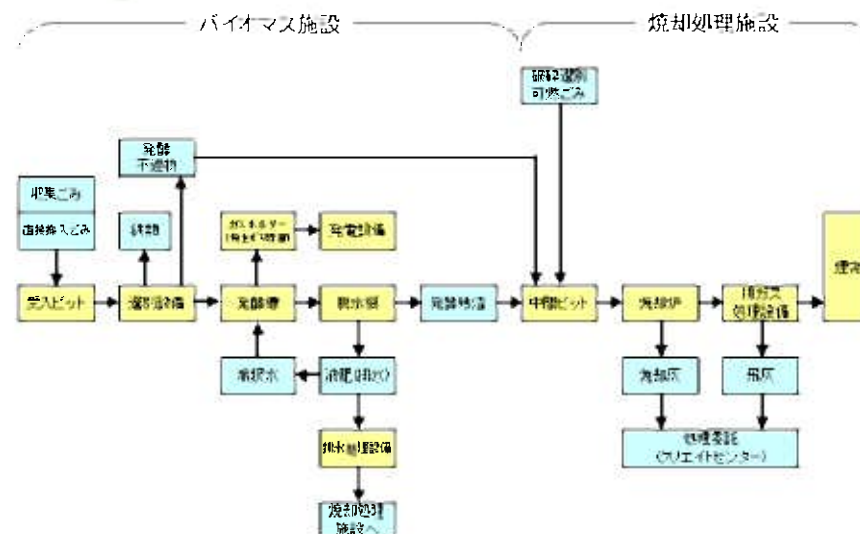 バイオマス施設
焼却処理施設
破砕選別
可燃ごみ
発酵
不適物
収集ごみ
直接搬入ごみ
鉄類
ガスホルダー
発電設備
受入ピット
選別設備
発酵槽
脱水機
発酵残渣
中間ピット
焼却炉
排ガス
処理設備
煙突
希釈水
液肥(排水)
焼却灰
飛灰
排水処理設備
処理委託
(クリエイトセンター)
焼却処理
施設へ